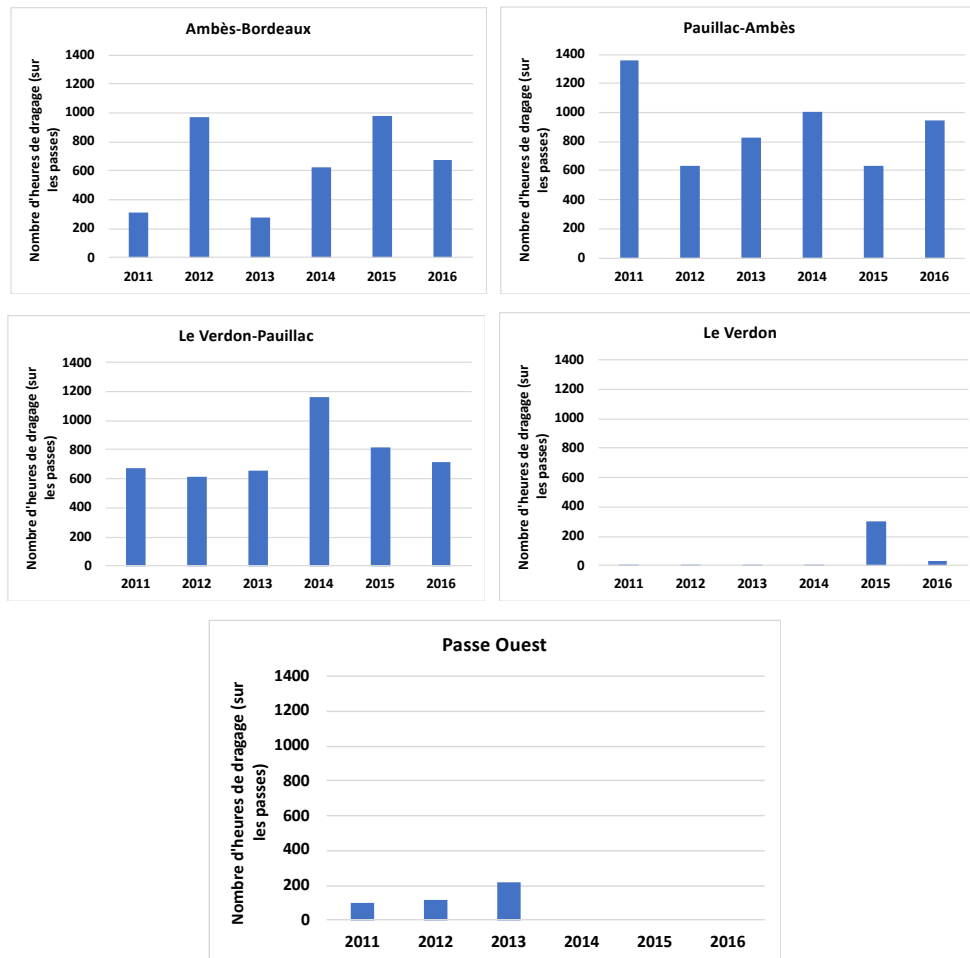 Ambès-Bordeaux
Nombre d'heures de dragage (sur
les passes)
1400
1200
1000
800
600
400
200
0
2011 2012 2013 2014 2015 2016
Pauillac-Ambès
Nombre d'heures de dragage (sur
les passes)
1400
1200
1000
800
600
400
200
0
2011 2012 2013 2014 2015 2016
Le Verdon-Pauillac
Nombre d'heures de dragage (sur
les passes)
1400
1200
1000
800
600
400
200
0
2011 2012 2013 2014 2015 2016
Le Verdon
Nombre d'heures de dragage (sur
les passes)
1400
1200
1000
800
600
400
200
0
2011 2012 2013 2014 2015 2016
Passe Ouest
Nombre d'heures de dragage (sur
les passes)
1400
1200
1000
800
600
400
200
0
2011 2012 2013 2014 2015 2016